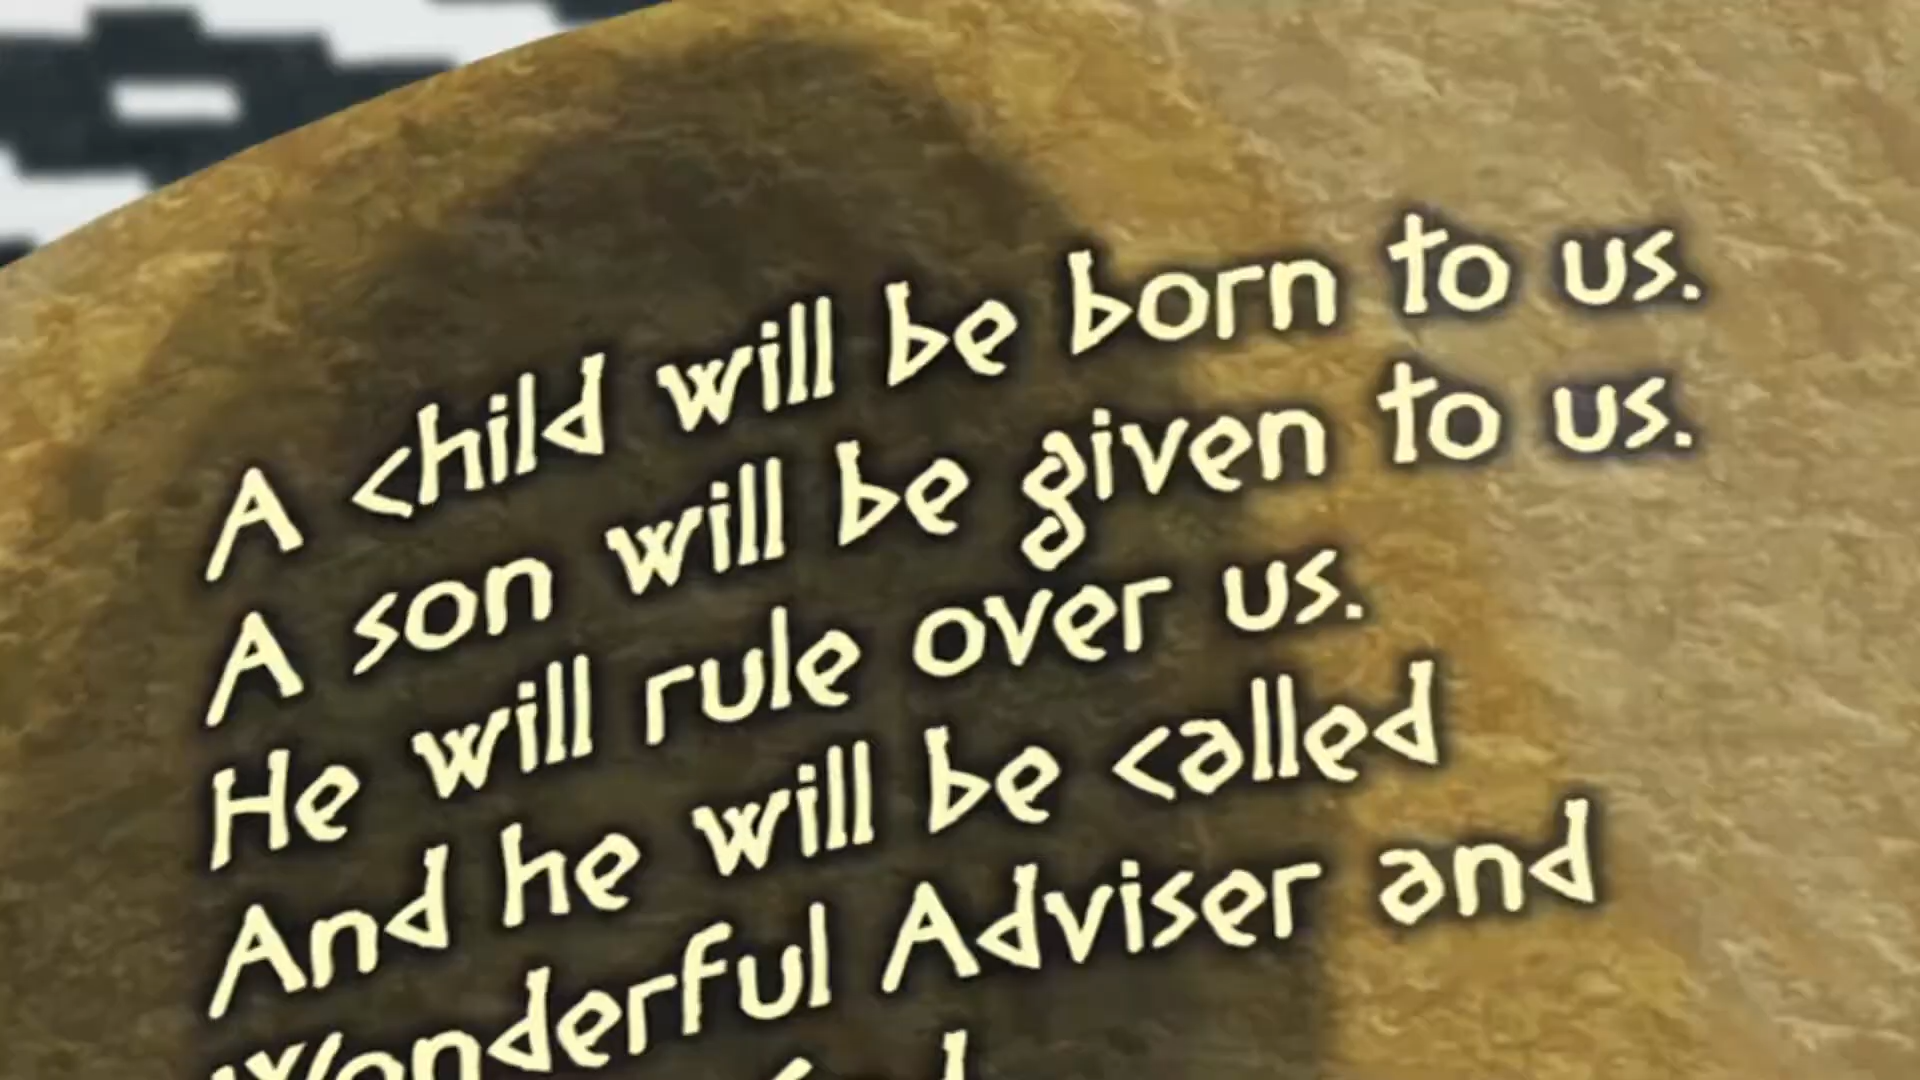 A child will be born to us.
A son will be given to us.
He will rule over us.
And he will be called
Wonderful Adviser and